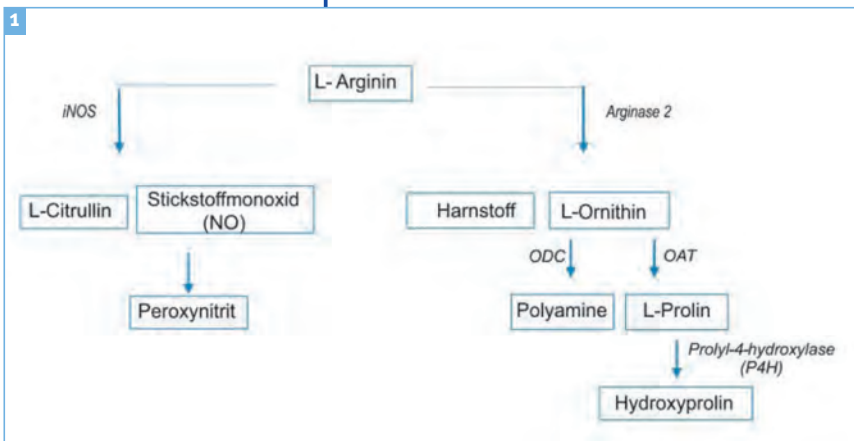 1
L- Arginin
iNOS
Arginase 2
L-Citrullin
Stickstoffmonoxid
(NO)
Harnstoff
L-Ornithin
ODC
OAT
Peroxynitrit
Polyamine
L-Prolin
Prolyl-4-hydroxylase
(P4H)
Hydroxyprolin